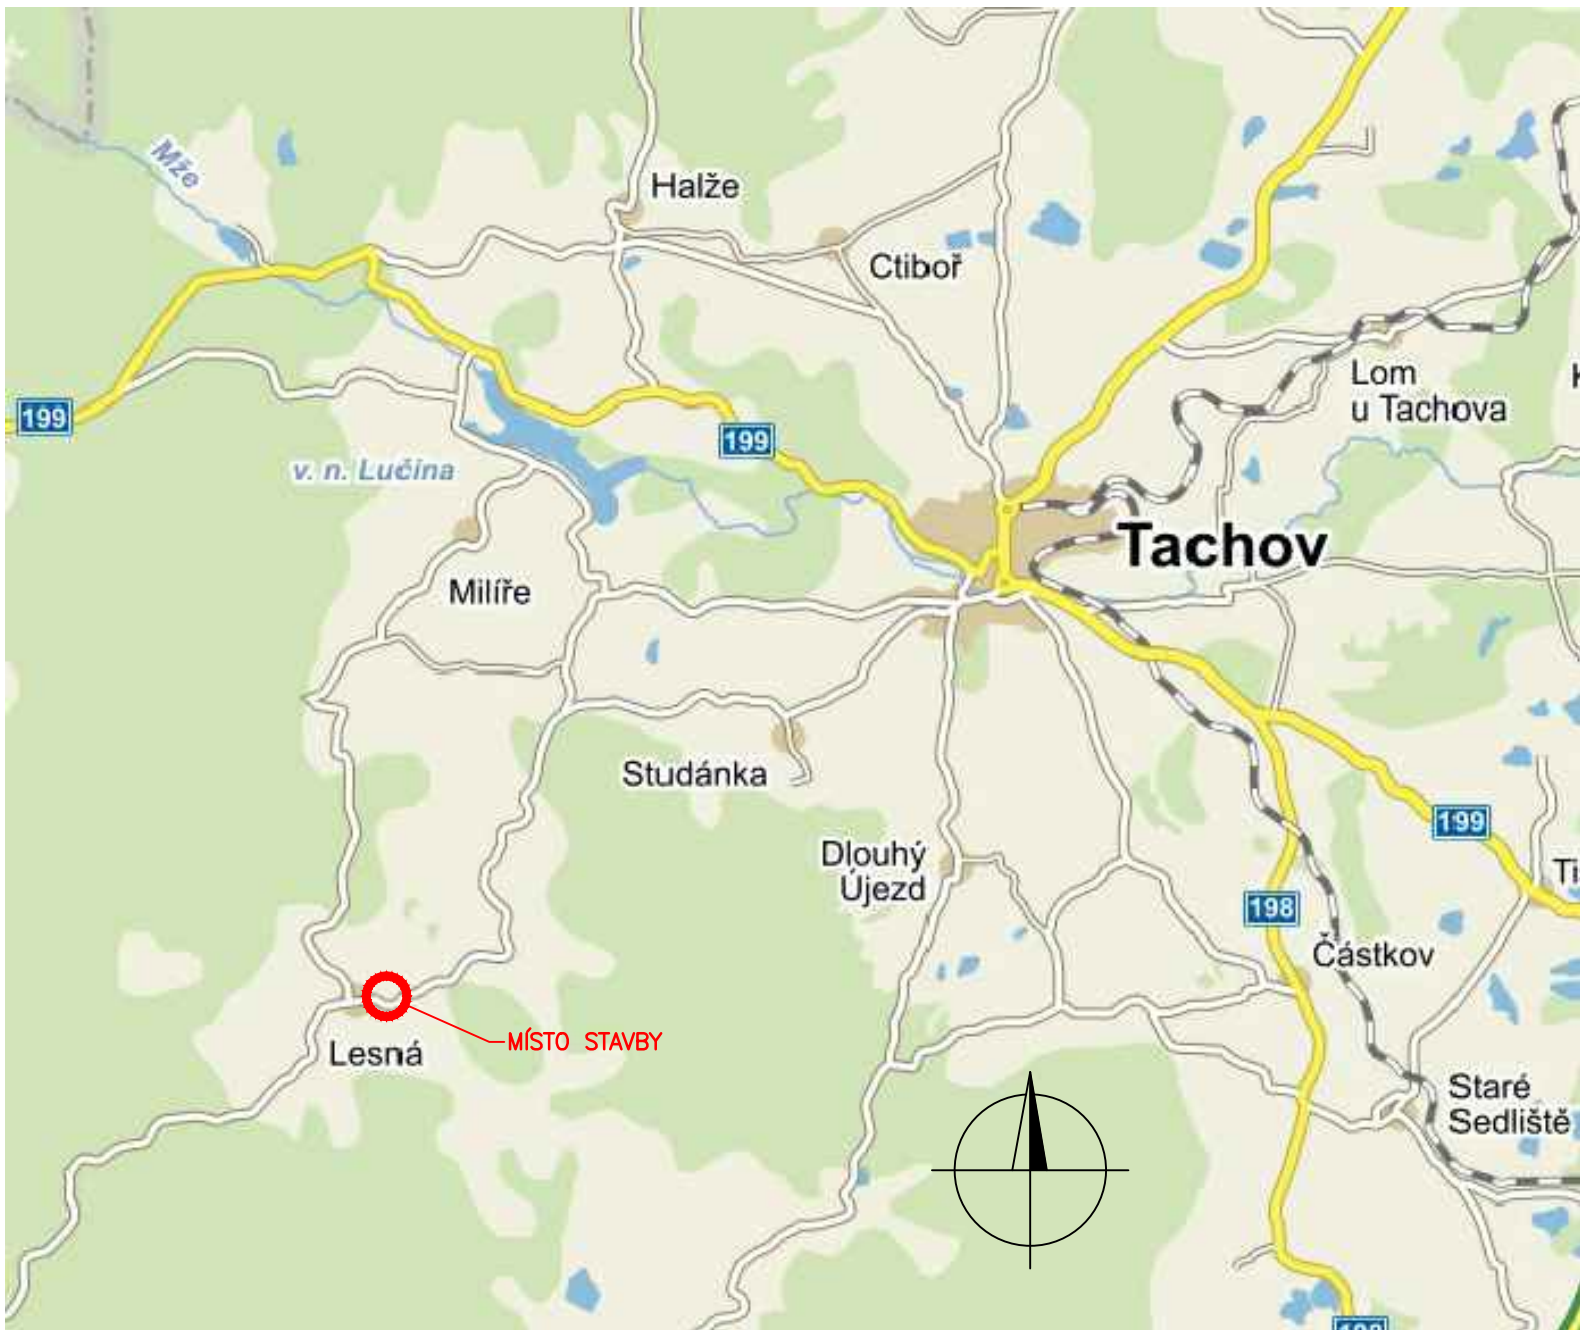 Mže
Halže
Ctiboř
199
Lom
u Tachova
199
v. n. Lučina
Tachov
Milíře
Studánka
199
Dlouhý
Újezd
198
Částkov
MÍSTO STAVBY
Lesná
Staré
Sedliště